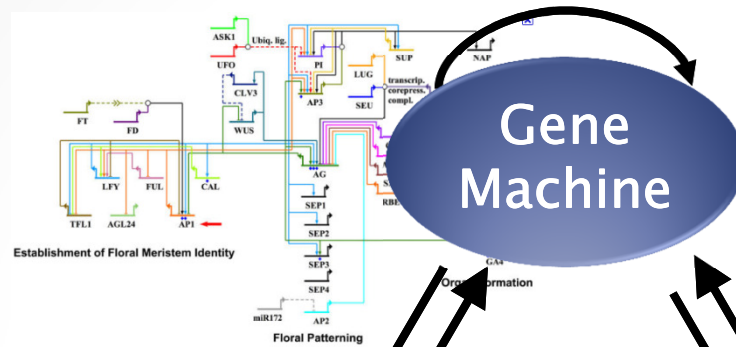 ASK1
Ubiq. lig.
UFO
PI
SUP
NAP
CLV3
LUG
transcrip.
corepress.
compl.
AP3
SEU
FT
FD
WUS
Gene
Machine
AG
LFY
FUL
CAL
SEP1
TFL1
AGL24
AP1
SEP2
Establishment of Floral Meristem Identity
SEP3
GA4
SEP4
miR172
AP2
Floral Patterning